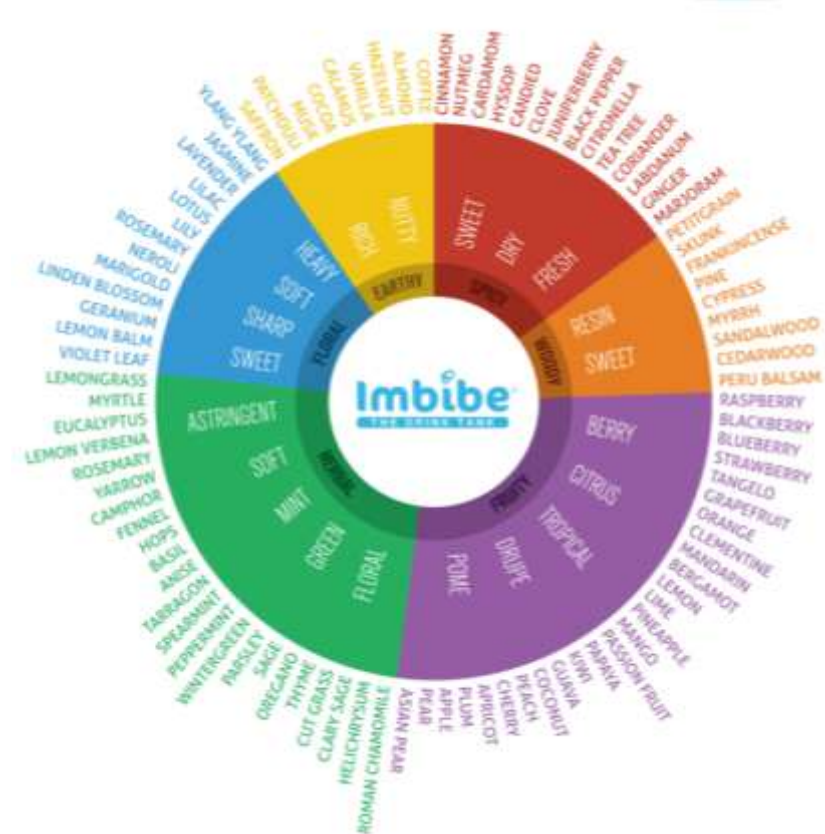 Imbibe
THE DRINK TANK
SPICY
SWEET
DRY
FRESH
CINNAMON
NUTMEG
CARDAMOM
HYSSOP
CANDIED
CLOVE
JUNIPERBERRY
BLACK PEPPER
CITRONELLA
TEA TREE
CORIANDER
LABDANUM
GINGER
MARJORAM
WOODY
RESIN
SWEET
PETITGRAIN
SKUNK
FRANKINCENSE
PINE
CYPRESS
MYRRH
SANDALWOOD
CEDARWOOD
PERU BALSAM
FRUITY
BERRY
CITRUS
TROPICAL
DRUPE
POME
RASPBERRY
BLACKBERRY
BLUEBERRY
STRAWBERRY
TANGELO
GRAPEFRUIT
ORANGE
CLEMENTINE
MANDARIN
BERGAMOT
LEMON
LIME
PINEAPPLE
MANGO
PASSION FRUIT
PAPAYA
KIWI
GUAVA
COCONUT
PEACH
CHERRY
APRICOT
PLUM
APPLE
PEAR
ASIAN PEAR
HERBAL
FLORAL
GREEN
MINT
SOFT
ASTRINGENT
ROMAN CHAMOMILE
HELICHRYSUM
CLARY SAGE
CUT GRASS
THYME
OREGANO
SAGE
PARSLEY
WINTERGREEN
PEPPERMINT
SPEARMINT
TARRAGON
ANISE
BASIL
HOPS
FENNEL
CAMPHOR
YARROW
ROSEMARY
LEMON VERBENA
EUCALYPTUS
MYRTLE
LEMONGRASS
FLORAL
SWEET
SHARP
SOFT
HEAVY
VIOLET LEAF
LEMON BALM
GERANIUM
LINDEN BLOSSOM
MARIGOLD
NEROLI
ROSEMARY
LILY
LOTUS
LILAC
LAVENDER
JASMINE
YLANG YLANG
EARTHY
RICH
NUTTY
SAFFRON
PATCHOULI
MUSK
COCOA
CALAMUS
VANILLA
HAZELNUT
ALMOND
COFFEE